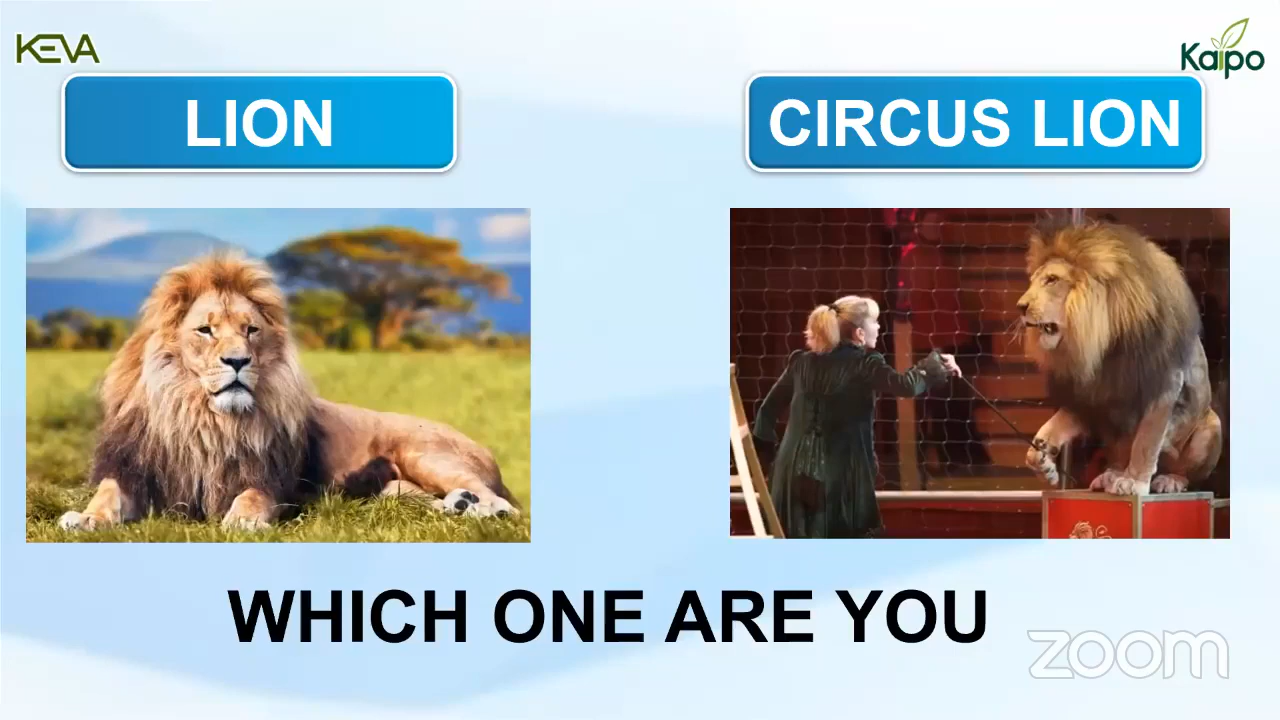 KEVA
Kaipo
LION
CIRCUS LION
WHICH ONE ARE YOU
zoom